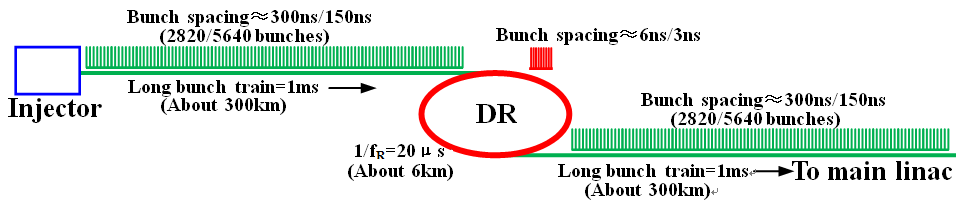 Bunch spacing≈300ns/150ns
(2820/5640 bunches)
Bunch spacing≈6ns/3ns
Long bunch train=1ms
(About 300km)
Injector
DR
Bunch spacing≈300ns/150ns
(2820/5640 bunches)
1/fR=20μs
(About 6km)
Long bunch train=1ms
To main linac
(About 300km)